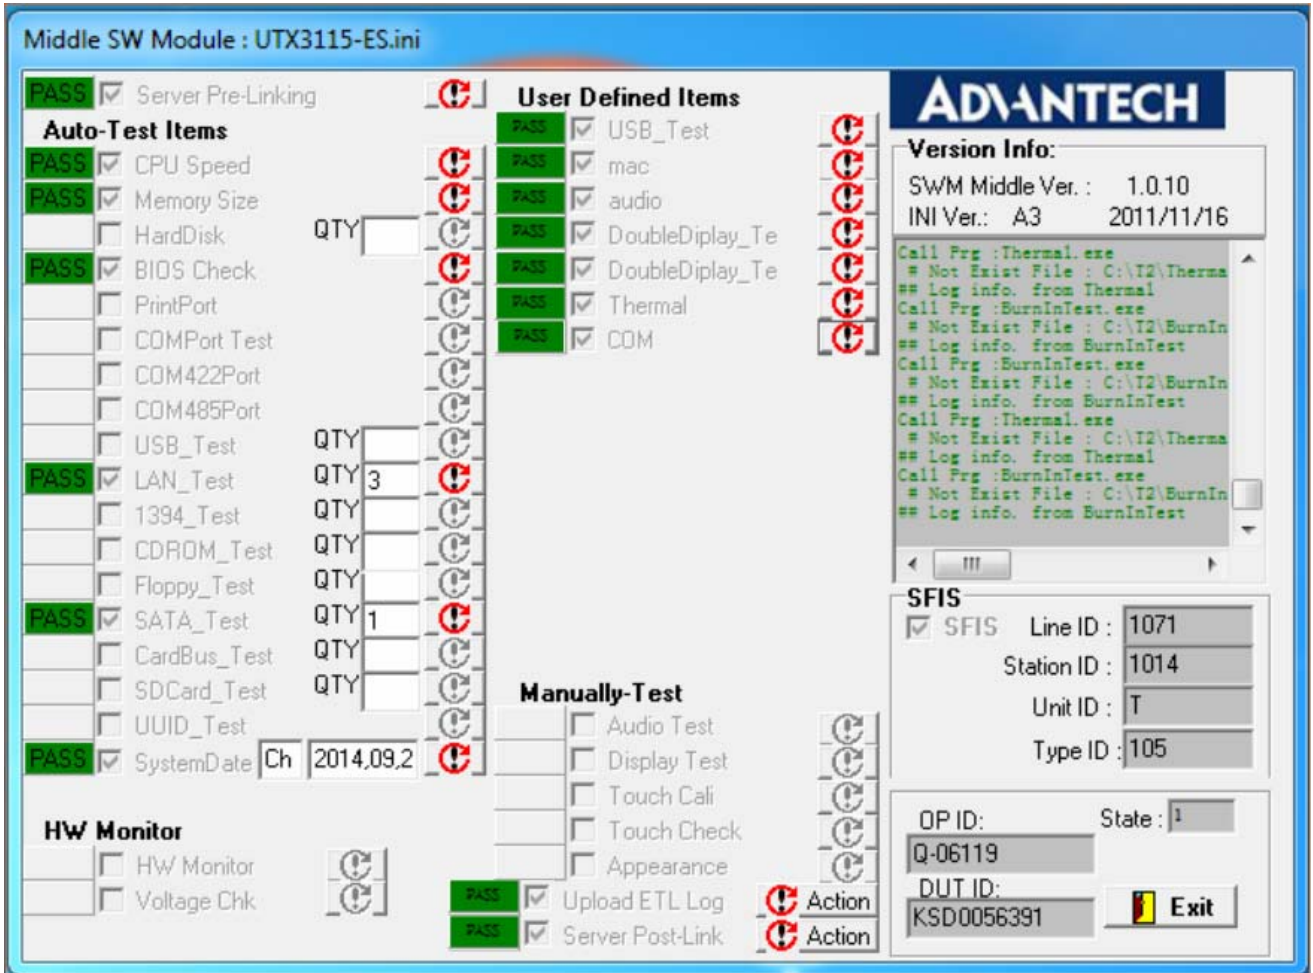 Middle SW Module : UTX3115-ES.ini
PASS Server Pre-Linking
Auto-Test Items
PASS CPU Speed
PASS Memory Size
HardDisk QTY
PASS BIOS Check
PrintPort
COMPort Test
COM422Port
COM485Port
USB_Test QTY
PASS LAN_Test QTY 3
1394_Test QTY
CDROM_Test QTY
Floppy_Test QTY
PASS SATA_Test QTY 1
CardBus_Test QTY
SDCard_Test QTY
UUID_Test
PASS SystemDate Ch 2014,09,2
HW Monitor
HW Monitor
Voltage Chk
User Defined Items
PASS USB_Test
PASS mac
PASS audio
PASS DoubleDiplay_Te
PASS DoubleDiplay_Te
PASS Thermal
PASS COM
Manually-Test
Audio Test
Display Test
Touch Cali
Touch Check
Appearance
PASS Upload ETL Log Action
PASS Server Post-Link Action
ADVANTECH
Version Info:
SWM Middle Ver. : 1.0.10
INI Ver.: A3 2011/11/16
Call Prg :Thermal.exe
# Not Exist File : C:\T2\Therma
## Log info. from Thermal
Call Prg :BurnInTest.exe
# Not Exist File : C:\T2\BurnIn
## Log info. from BurnInTest
Call Prg :BurnInTest.exe
# Not Exist File : C:\T2\BurnIn
## Log info. from BurnInTest
Call Prg :Thermal.exe
# Not Exist File : C:\T2\Therma
## Log info. from Thermal
Call Prg :BurnInTest.exe
# Not Exist File : C:\T2\BurnIn
## Log info. from BurnInTest
SFIS
SFIS Line ID : 1071
Station ID : 1014
Unit ID : T
Type ID : 105
OP ID: State : 1
Q-06119
DUT ID:
KSD0056391 Exit